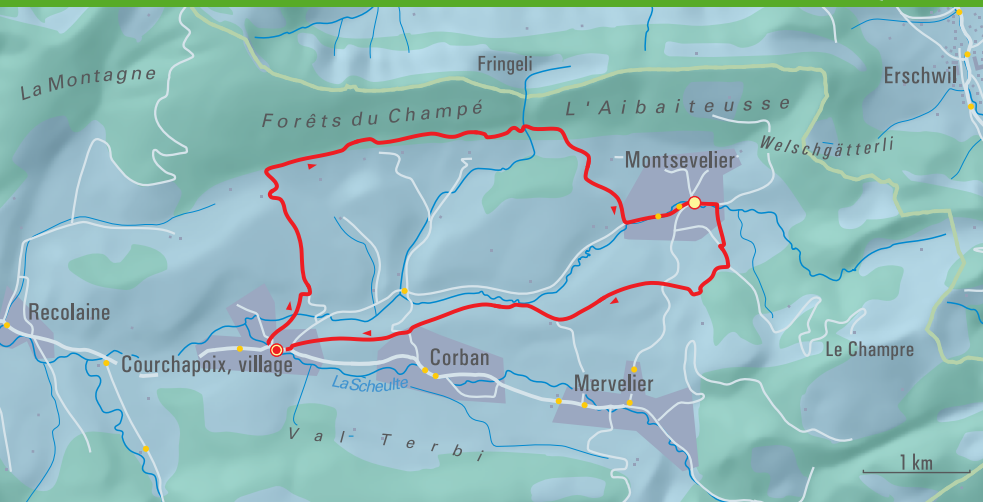 Fringeli
La Montagne
Erschwil
Forêts du Champé
L'Aibaiteusse
Welschgätterli
Montsevelier
Recolaine
Le Champre
Courchapoix, village
Corban
La Scheulte
Mervelier
Val Terbi
1 km